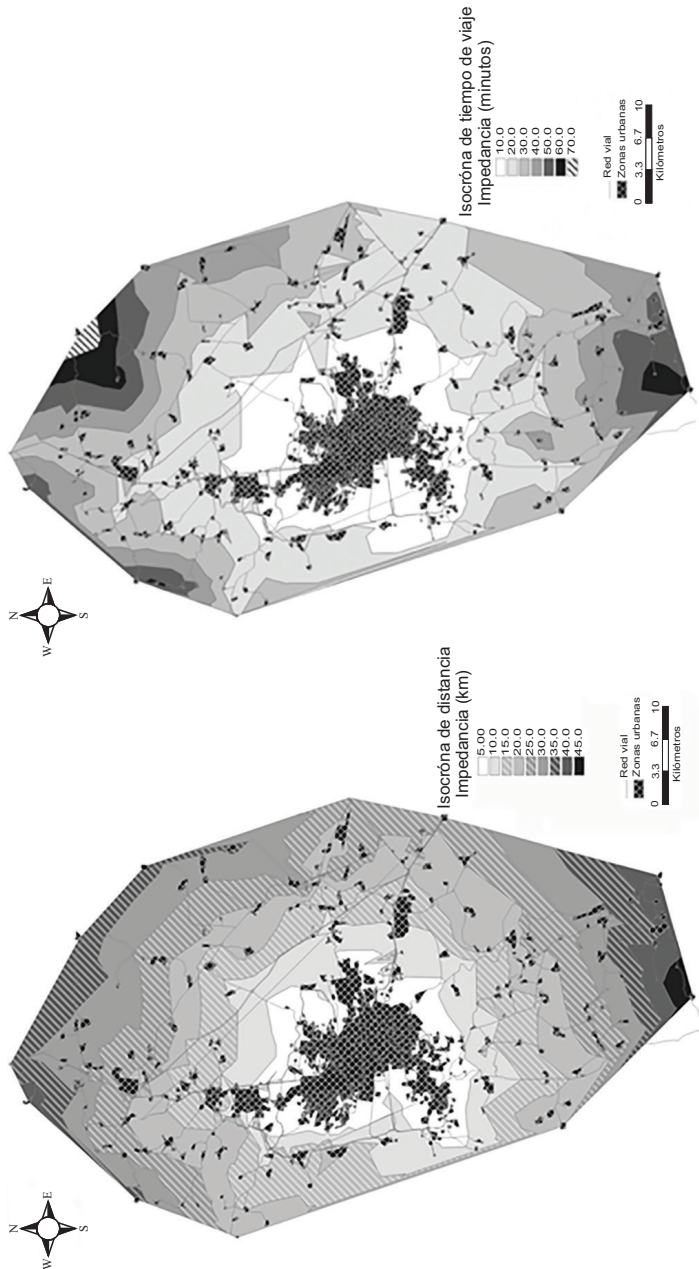 N
W E
S
Isocróna de distancia
Impedancia (km)
5.00
10.0
15.0
20.0
25.0
30.0
35.0
40.0
45.0
Red vial
Zonas urbanas
0 3.3 6.7 10
Kilómetros
N
W E
S
Isocróna de tiempo de viaje
Impedancia (minutos)
10.0
20.0
30.0
40.0
50.0
60.0
70.0
Red vial
Zonas urbanas
0 3.3 6.7 10
Kilómetros